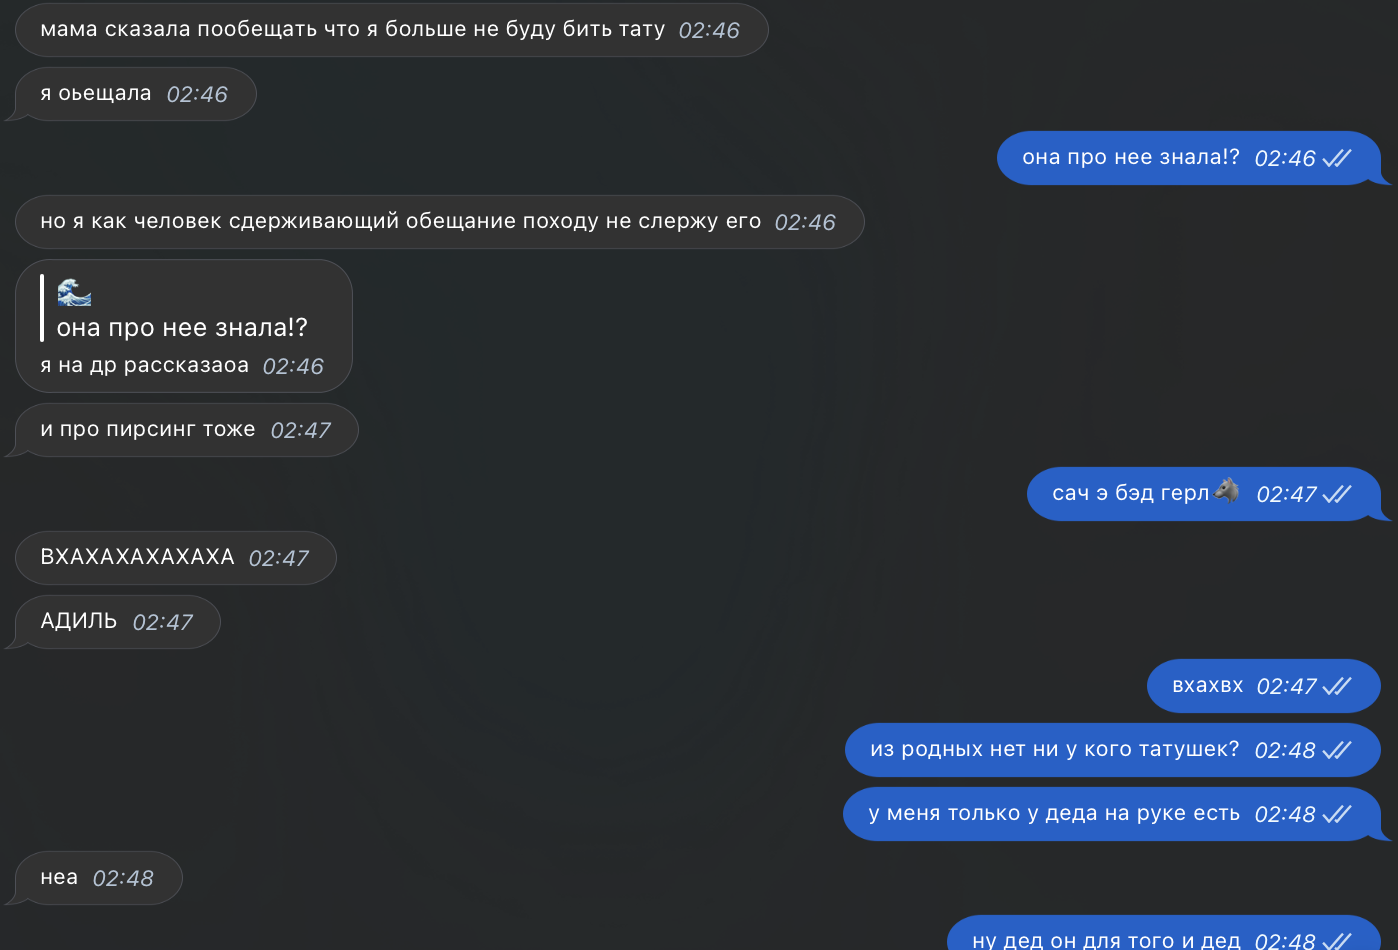 мама сказала пообещать что я больше не буду бить тату 02:46
я оьещала 02:46
она про нее знала!? 02:46
но я как человек сдерживающий обещание походу не слержу его 02:46
🌊
она про нее знала!?
я на др рассказаоа 02:46
и про пирсинг тоже 02:47
сач э бэд герл🐺 02:47
ВХАХАХАХАХАХА 02:47
АДИЛЬ 02:47
вхахвх 02:47
из родных нет ни у кого татушек? 02:48
у меня только у деда на руке есть 02:48
неа 02:48
ну дед он для того и дед 02:48